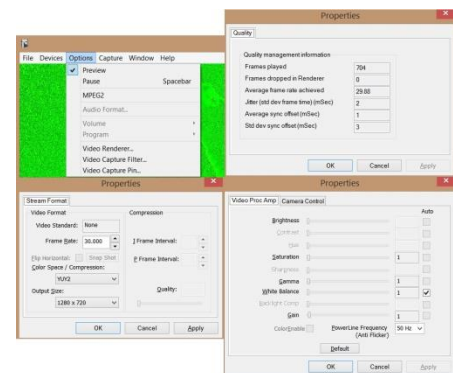 File Devices Options Capture Window Help
Preview
Pause Spacebar
MPEG2
Audio Format...
Volume
Program
Video Renderer...
Video Capture Filter...
Video Capture Pin...
Properties
Quality
Quality management information
Frames played 704
Frames dropped in Renderer 0
Average frame rate achieved 29.88
Jitter (std dev frame time) (mSec) 2
Average sync offset (mSec) 1
Std dev sync offset (mSec) 3
OK Cancel Apply
Properties
Stream Format
Video Format Compression
Video Standard: None
Frame Rate: 30.000 I Frame Interval:
Flip Horizontal: Snap Shot P Frame Interval:
Color Space / Compression:
YUY2
Output Size: Quality:
1280 x 720
OK Cancel Apply
Properties
Video Proc Amp Camera Control
Auto
Brightness
Contrast
Hue
Saturation 1
Sharpness
Gamma 1
White Balance 1
Backlight Comp
Gain 1
ColorEnable PowerLine Frequency 50 Hz
(Anti Flicker)
Default
OK Cancel Apply